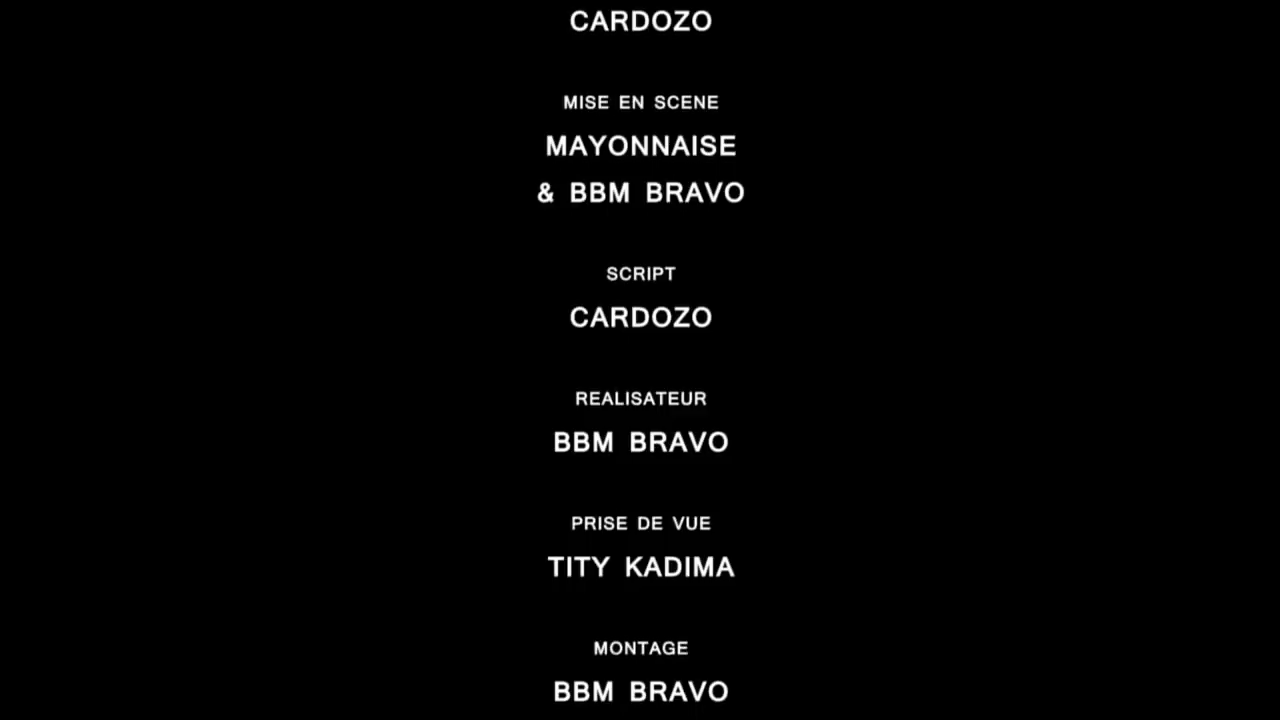 CARDOZO
MISE EN SCENE
MAYONNAISE
& BBM BRAVO
SCRIPT
CARDOZO
REALISATEUR
BBM BRAVO
PRISE DE VUE
TITY KADIMA
MONTAGE
BBM BRAVO